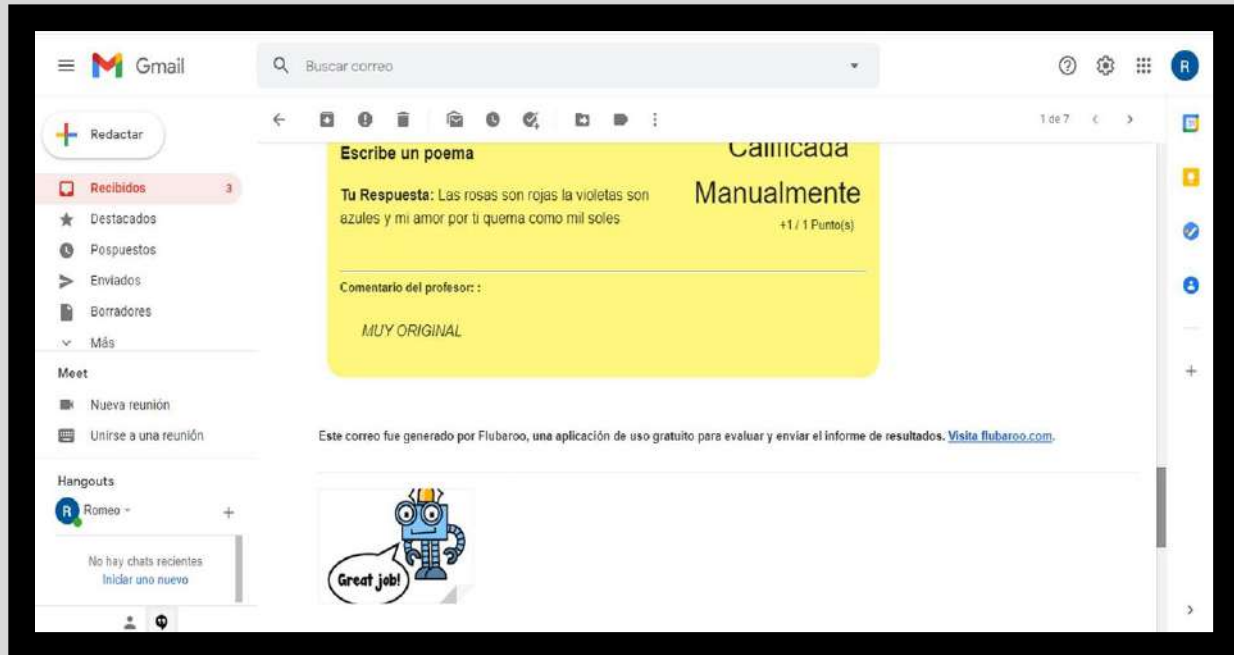 Gmail
Buscar correo
R
Redactar
1 de 7
Recibidos 3
Destacados
Pospuestos
Enviados
Borradores
Más
Meet
Nueva reunión
Unirse a una reunión
Hangouts
R Romeo
No hay chats recientes
Iniciar uno nuevo
Escribe un poema
Tu Respuesta: Las rosas son rojas la violetas son
azules y mi amor por ti quema como mil soles
Calificada
Manualmente
+1 / 1 Punto(s)
Comentario del profesor: :
MUY ORIGINAL
Este correo fue generado por Flubaroo, una aplicación de uso gratuito para evaluar y enviar el informe de resultados. Visita flubaroo.com.
Great job!